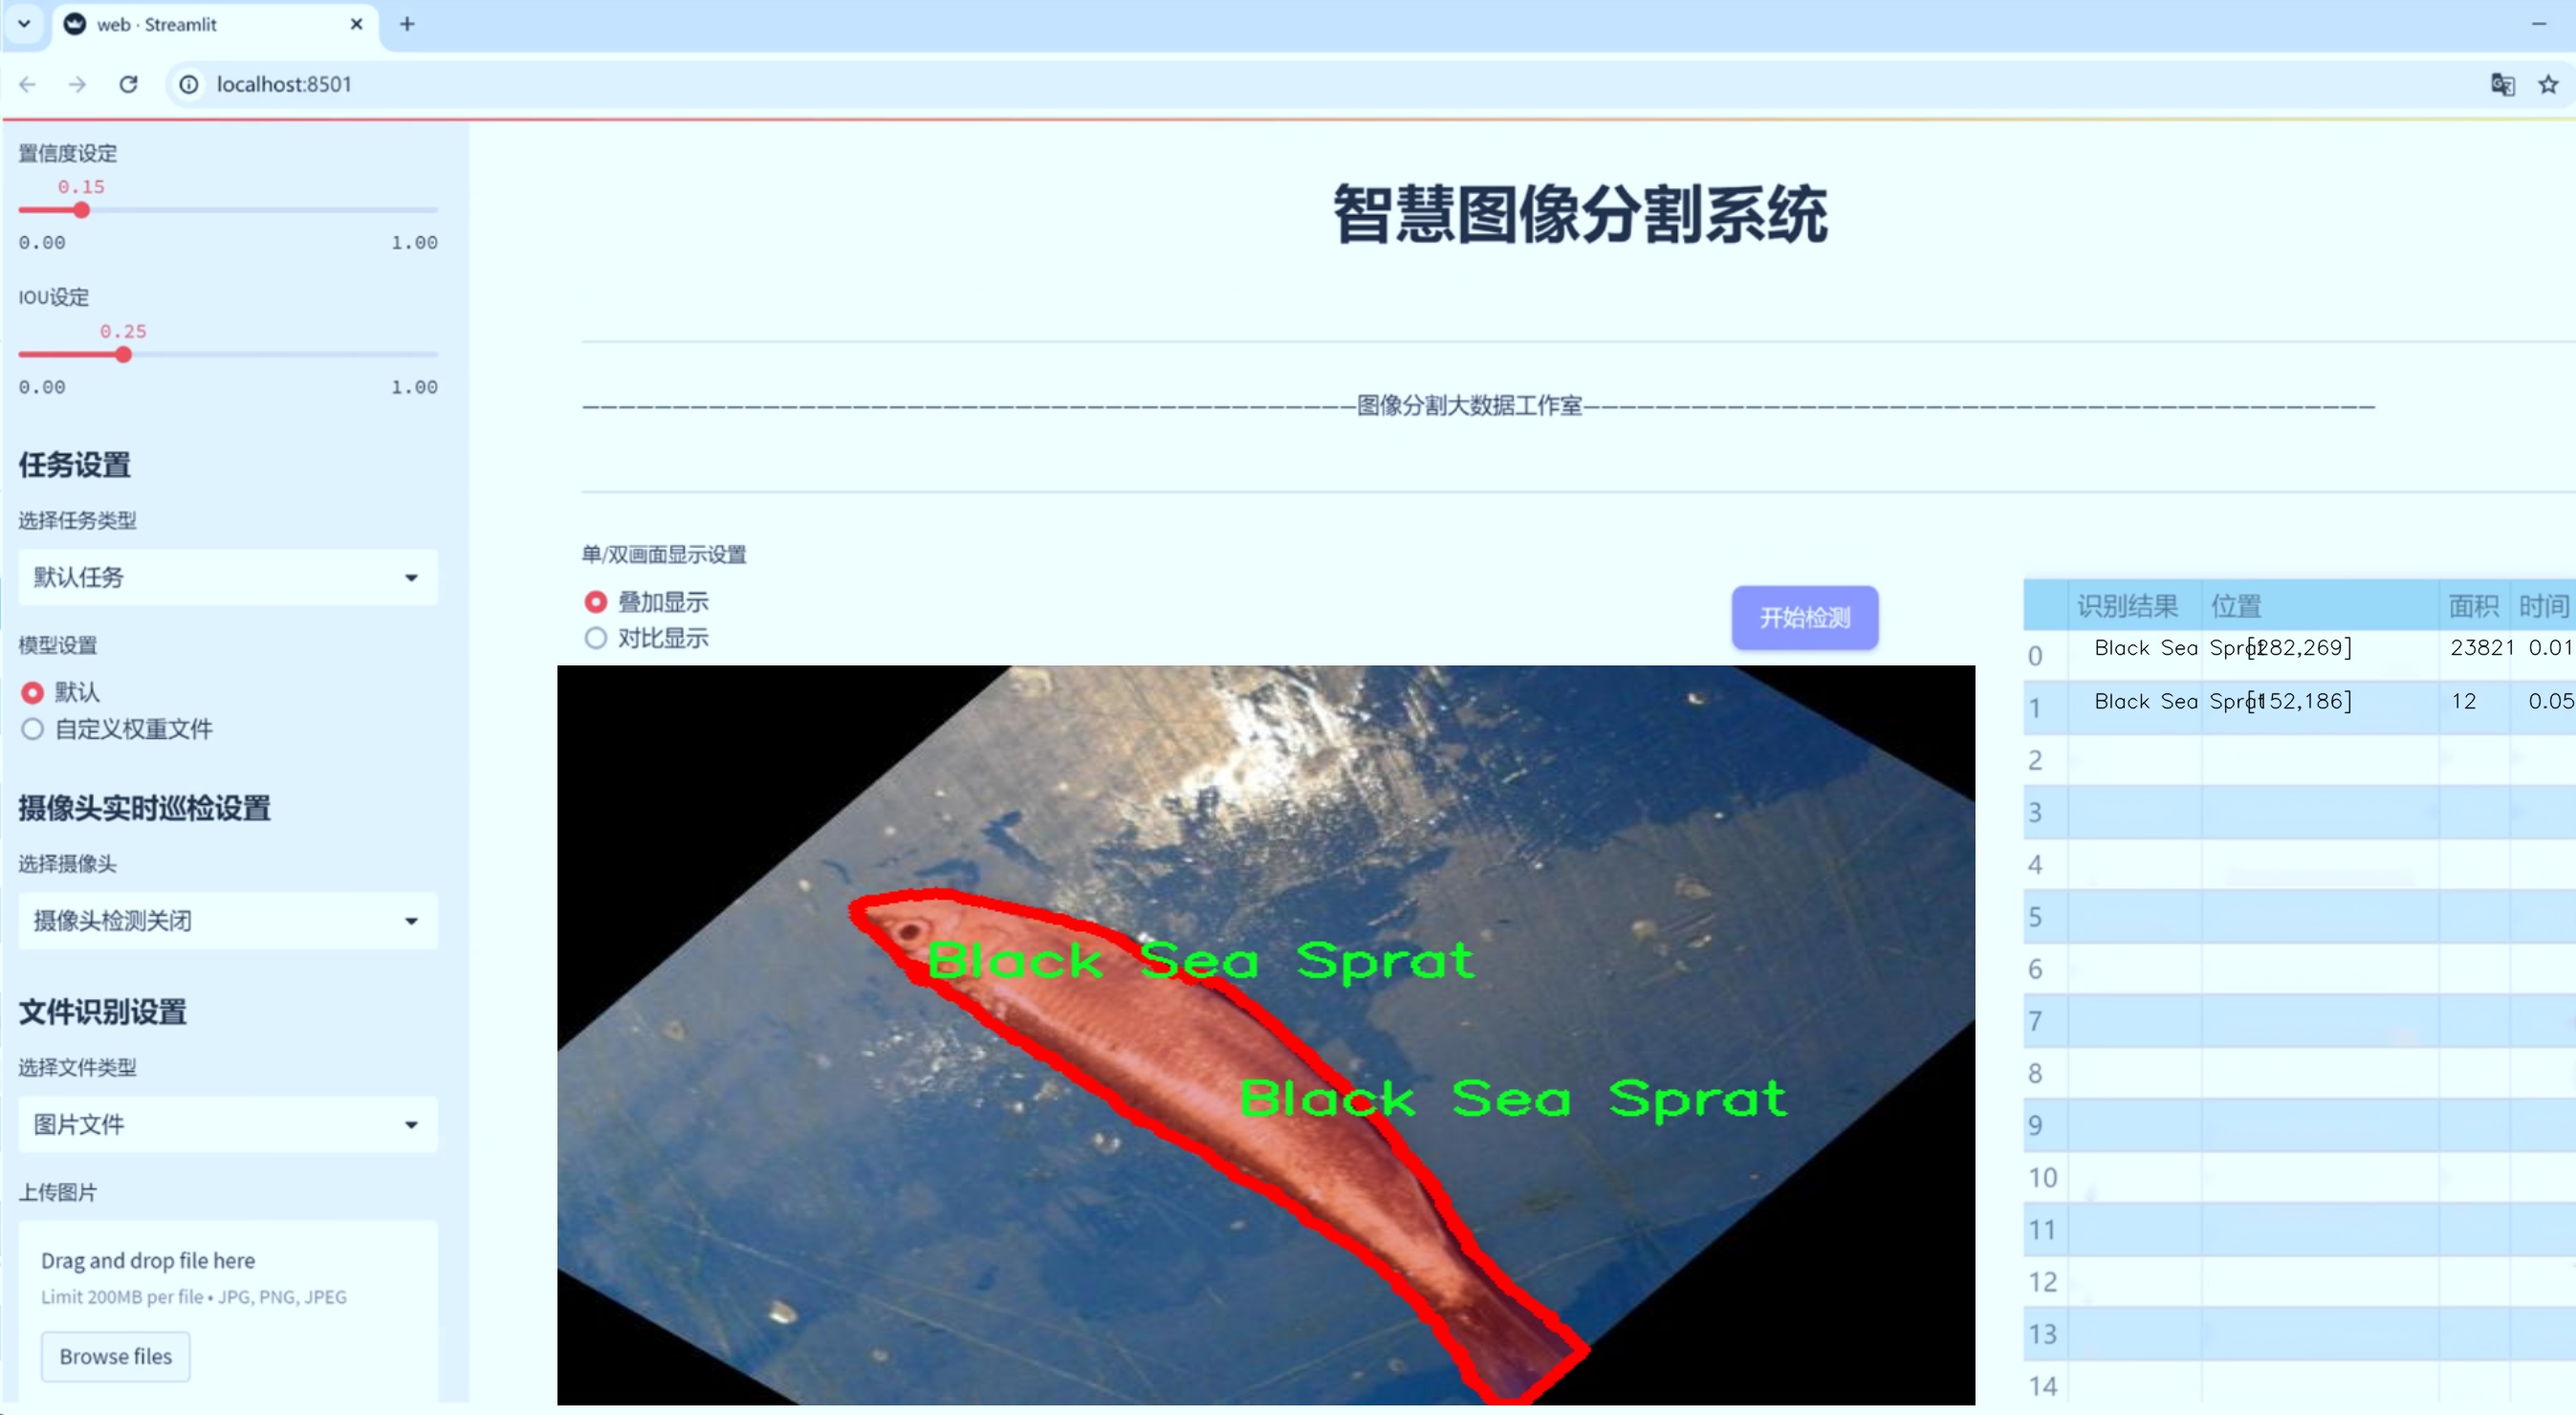 web · Streamlit
localhost:8501
置信度设定
0.15
0.00 1.00
IOU设定
0.25
0.00 1.00
任务设置
选择任务类型
默认任务
模型设置
默认
自定义权重文件
摄像头实时巡检设置
选择摄像头
摄像头检测关闭
文件识别设置
选择文件类型
图片文件
上传图片
Drag and drop file here
Limit 200MB per file • JPG, PNG, JPEG
Browse files
智慧图像分割系统
———————————————————————————————————————————图像分割大数据工作室————————————————————————————————————————————
单/双画面显示设置
叠加显示
对比显示
开始检测
Black Sea Sprat
Black Sea Sprat
识别结果 位置 面积 时间
0 Black Sea Sprat [282,269] 23821 0.01
1 Black Sea Sprat [152,186] 12 0.05
2
3
4
5
6
7
8
9
10
11
12
13
14